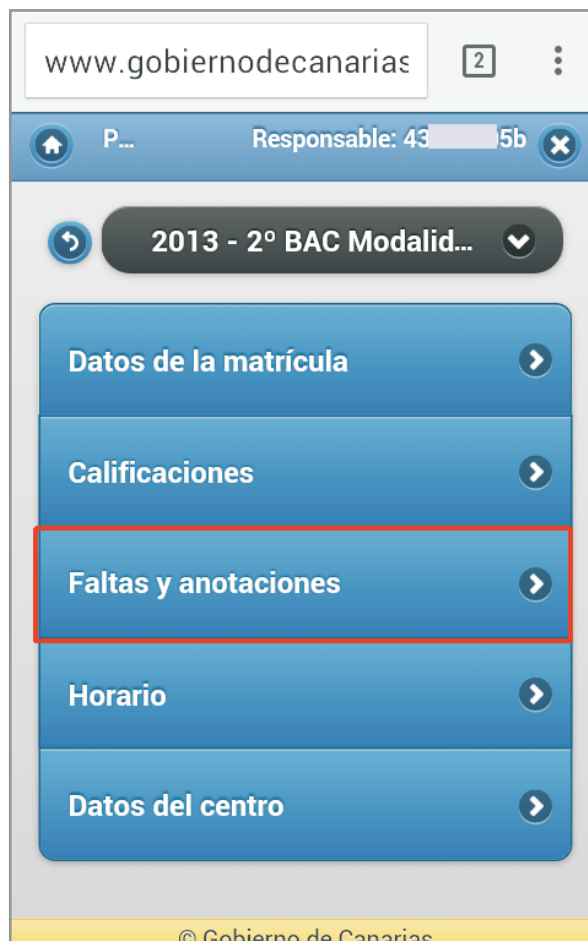 www.gobiernodecanarias
2
P... Responsable: 43 5b
2013 - 2º BAC Modalid...
Datos de la matrícula
Calificaciones
Faltas y anotaciones
Horario
Datos del centro
© Gobierno de Canarias